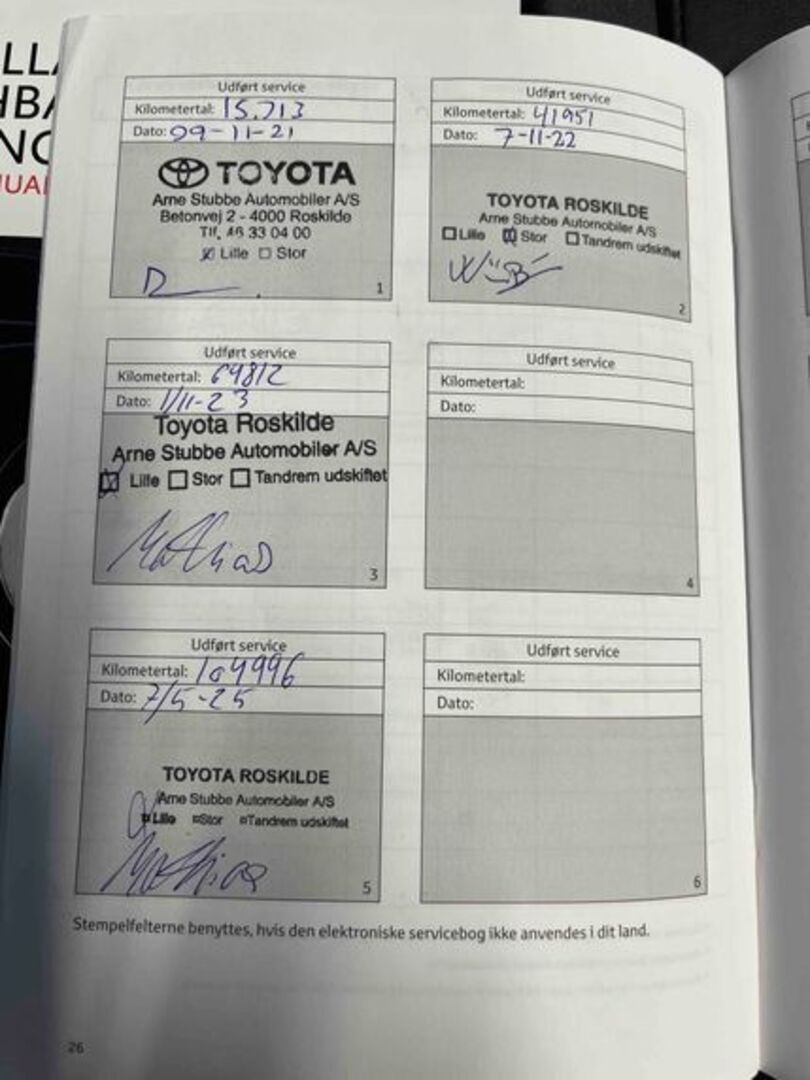 Udført service
Kilometertal: 15.713
Dato: 09-11-21
TOYOTA
Arne Stubbe Automobiler A/S
Betonvej 2 - 4000 Roskilde
Tlf. 46 33 04 00
Lille Stor
1
Udført service
Kilometertal: 41951
Dato: 7-11-22
TOYOTA ROSKILDE
Arne Stubbe Automobiler A/S
Lille Stor Tandrem udskiftet
2
Udført service
Kilometertal: 69812
Dato: 1/11-23
Toyota Roskilde
Arne Stubbe Automobiler A/S
Lille Stor Tandrem udskiftet
Mathias
3
Udført service
Kilometertal:
Dato:
4
Udført service
Kilometertal: 104996
Dato: 7/5-25
TOYOTA ROSKILDE
Arne Stubbe Automobiler A/S
Lille Stor Tandrem udskiftet
Mathias
5
Udført service
Kilometertal:
Dato:
6
Stempelfelterne benyttes, hvis den elektroniske servicebog ikke anvendes i dit land.
26